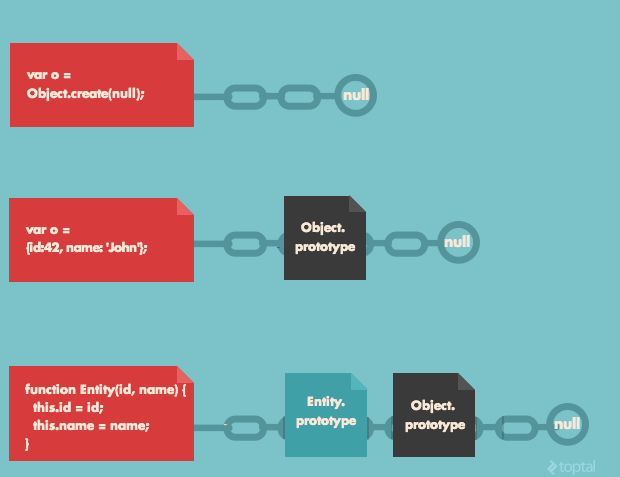 var o =
Object.create(null);
null
var o =
{id:42, name: 'John'};
Object.
prototype
null
function Entity(id, name) {
  this.id = id;
  this.name = name;
}
Entity.
prototype
Object.
prototype
null
toptal